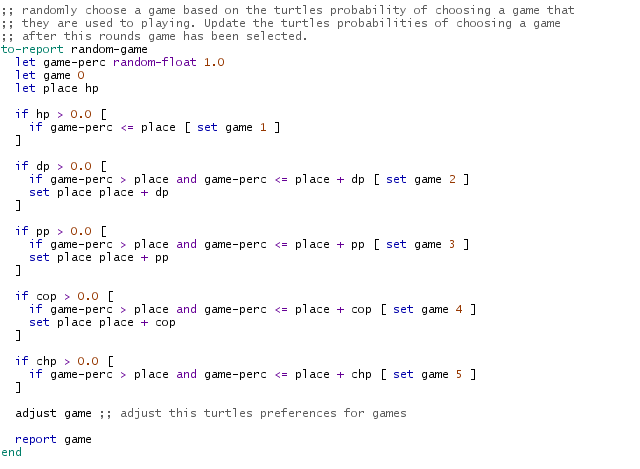 ;; randomly choose a game based on the turtles probability of choosing a game that
;; they are used to playing. Update the turtles probabilities of choosing a game
;; after this rounds game has been selected.
to-report random-game
  let game-perc random-float 1.0
  let game 0
  let place hp

  if hp > 0.0 [
    if game-perc <= place [ set game 1 ]
  ]

  if dp > 0.0 [
    if game-perc > place and game-perc <= place + dp [ set game 2 ]
    set place place + dp
  ]

  if pp > 0.0 [
    if game-perc > place and game-perc <= place + pp [ set game 3 ]
    set place place + pp
  ]

  if cop > 0.0 [
    if game-perc > place and game-perc <= place + cop [ set game 4 ]
    set place place + cop
  ]

  if chp > 0.0 [
    if game-perc > place and game-perc <= place + chp [ set game 5 ]
  ]

  adjust game ;; adjust this turtles preferences for games

  report game
end